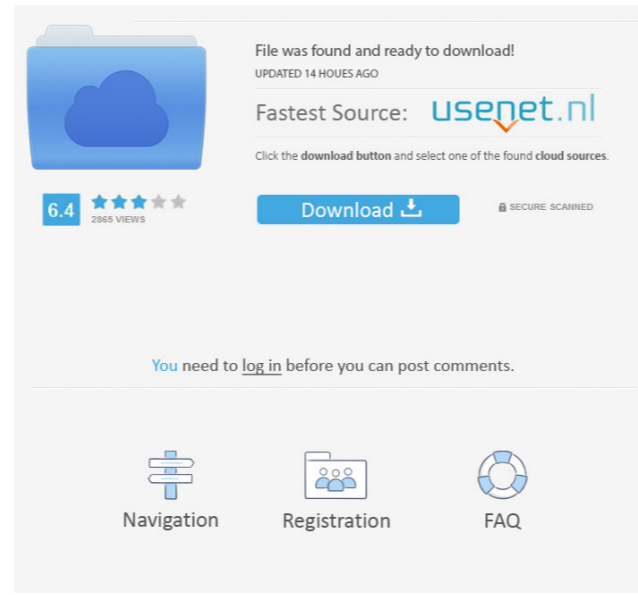 File was found and ready to download!
UPDATED 14 HOUES AGO
Fastest Source: usenet.nl
Click the download button and select one of the found cloud sources.
6.4
2865 VIEWS
Download
SECURE SCANNED
You need to log in before you can post comments.
Navigation
Registration
FAQ